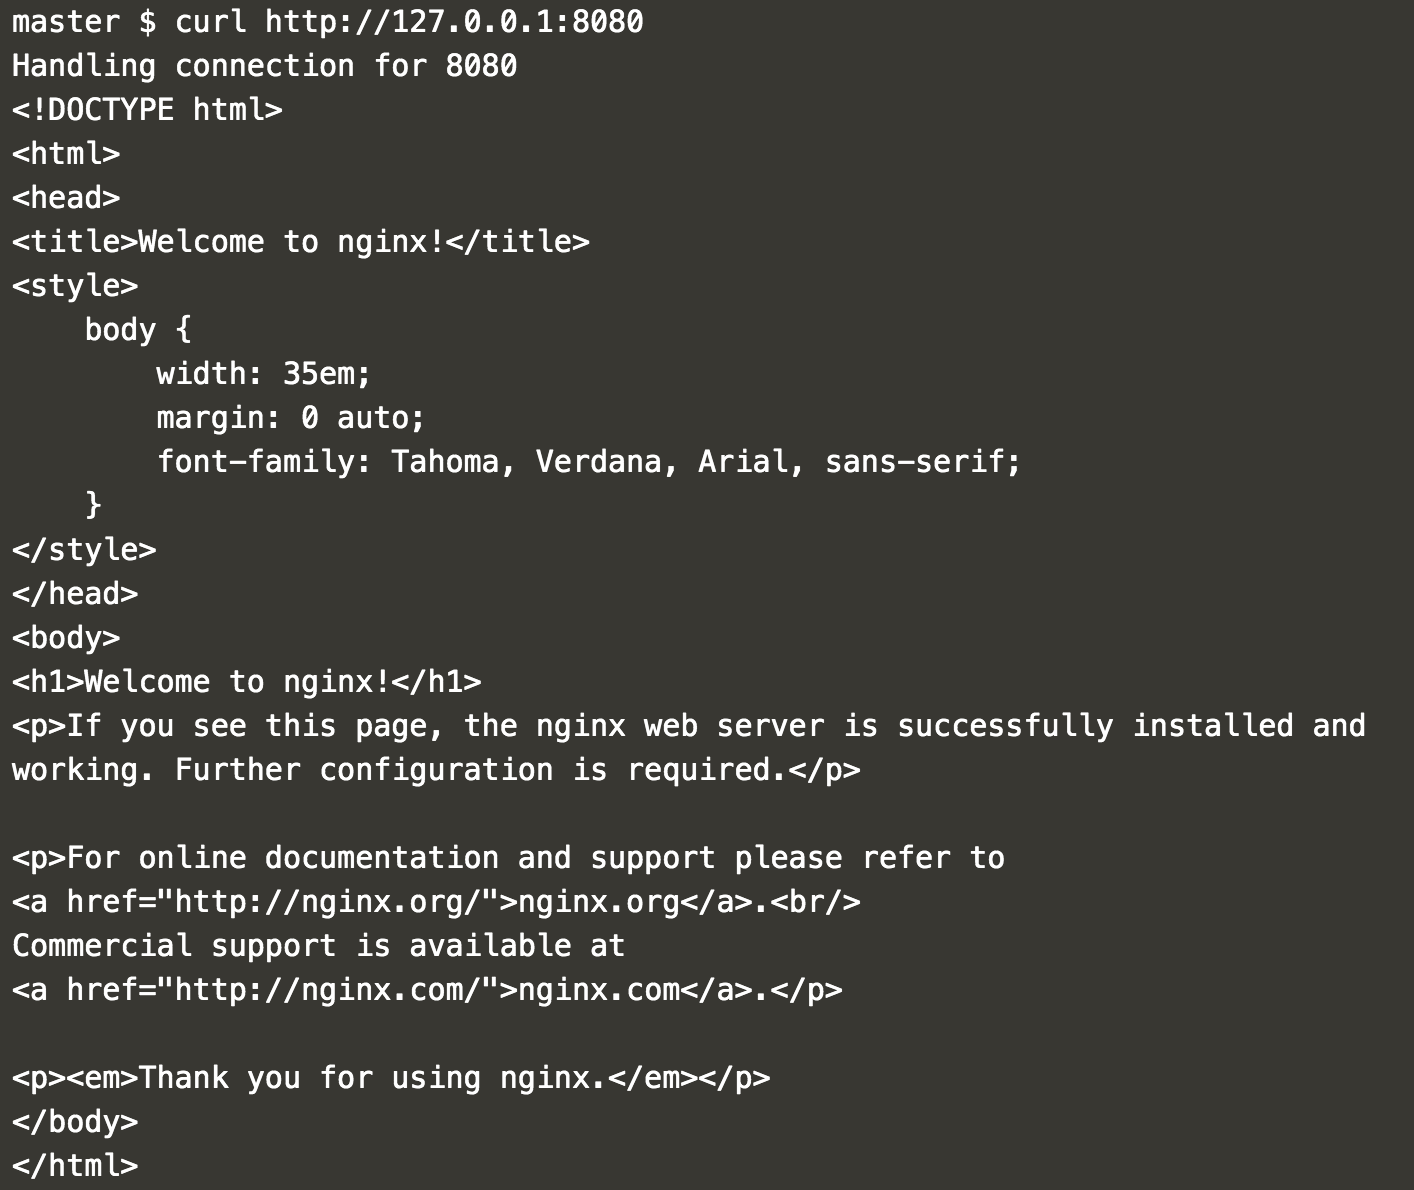 master $ curl http://127.0.0.1:8080
Handling connection for 8080
<!DOCTYPE html>
<html>
<head>
<title>Welcome to nginx!</title>
<style>
    body {
        width: 35em;
        margin: 0 auto;
        font-family: Tahoma, Verdana, Arial, sans-serif;
    }
</style>
</head>
<body>
<h1>Welcome to nginx!</h1>
<p>If you see this page, the nginx web server is successfully installed and
working. Further configuration is required.</p>

<p>For online documentation and support please refer to
<a href="http://nginx.org/">nginx.org</a>.<br/>
Commercial support is available at
<a href="http://nginx.com/">nginx.com</a>.</p>

<p><em>Thank you for using nginx.</em></p>
</body>
</html>